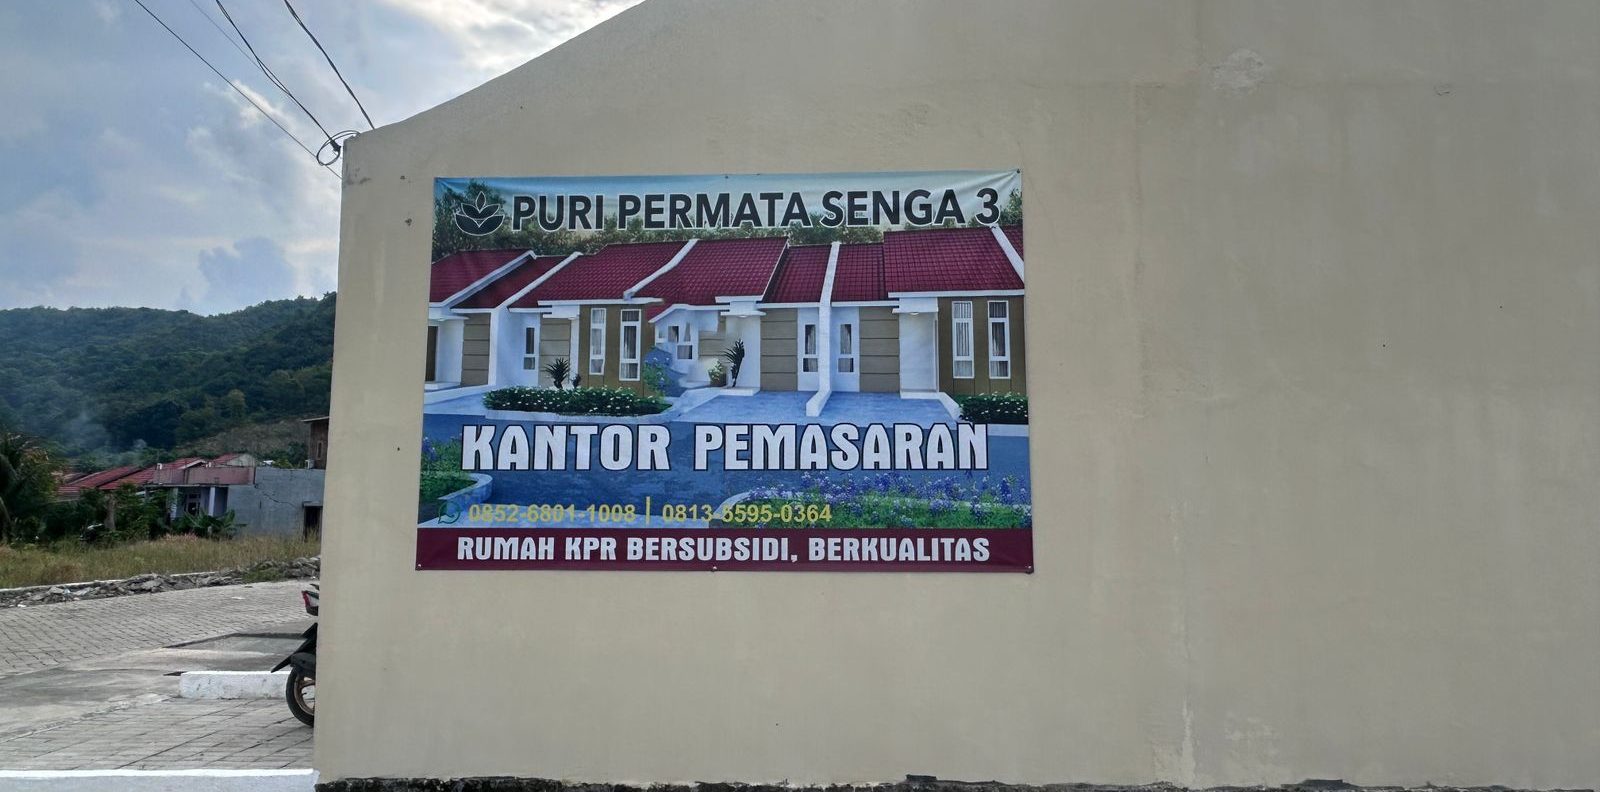 PURI PERMATA SENGA 3
KANTOR PEMASARAN
0852-6801-1008 | 0813-5595-0364
RUMAH KPR BERSUBSIDI, BERKUALITAS